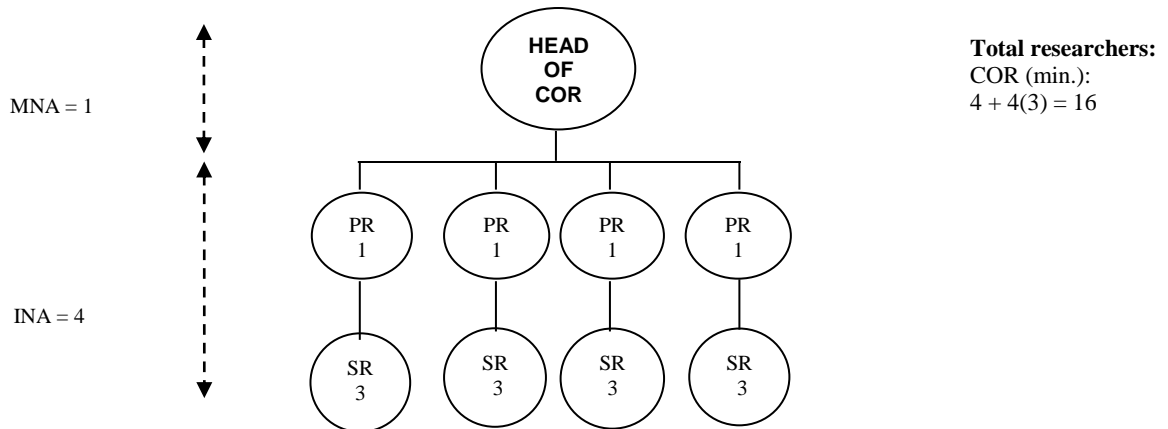 HEAD
OF
COR
Total researchers:
COR (min.):
4 + 4(3) = 16
MNA = 1
PR
1
PR
1
PR
1
PR
1
INA = 4
SR
3
SR
3
SR
3
SR
3